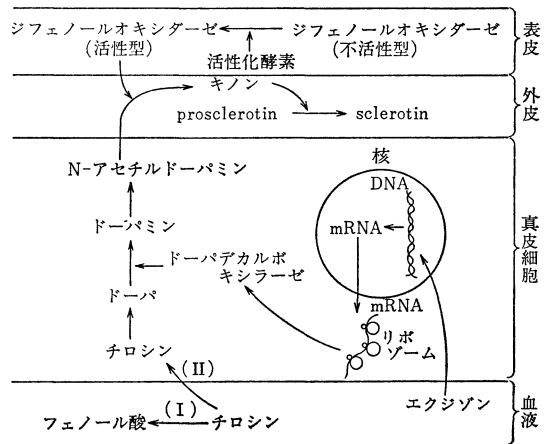 ジフェノールオキシダーゼ
(活性型)
ジフェノールオキシダーゼ
(不活性型)
活性化酵素
表皮
キノン
prosclerotin
sclerotin
外皮
N-アセチルドーパミン
ドーパミン
ドーパデカルボ
キシラーゼ
ドーパ
チロシン
(II)
核
DNA
mRNA
mRNA
リボ
ゾーム
真皮細胞
フェノール酸
(I)
チロシン
エクジゾン
血液